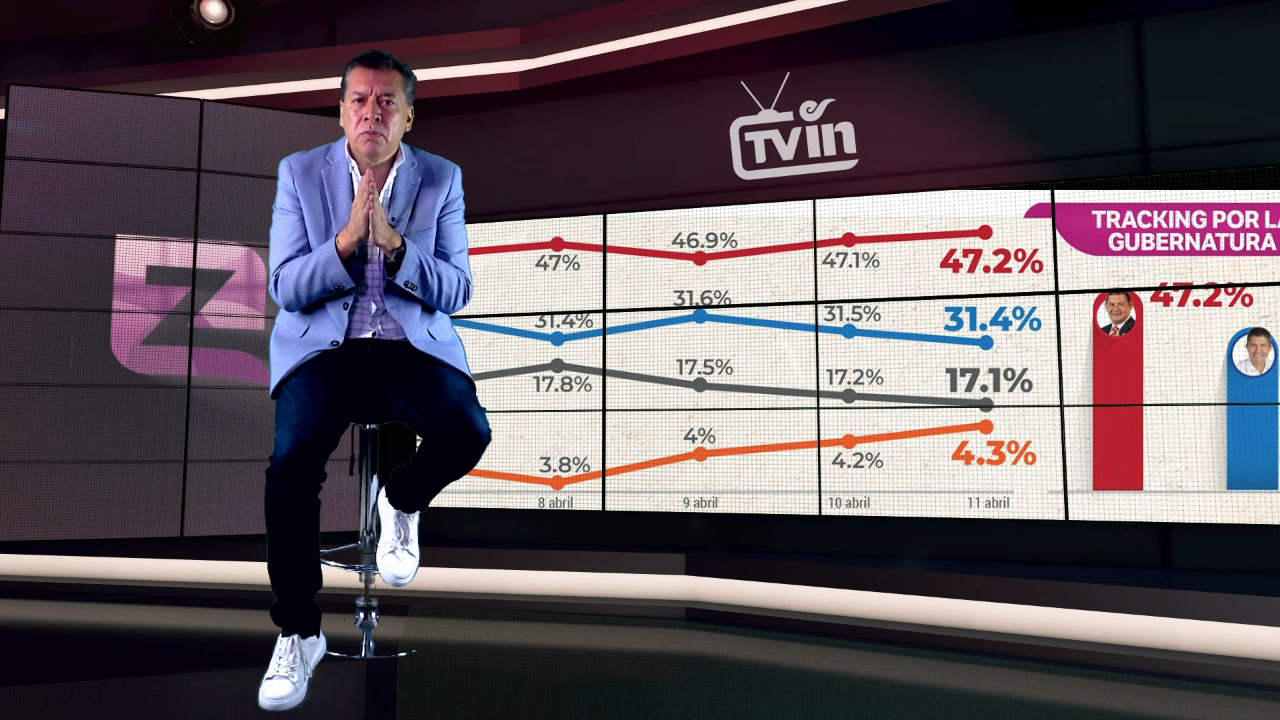 TVin
46.9%
47%
47.1%
47.2%
31.6%
31.4%
31.5%
31.4%
17.5%
17.8%
17.2%
17.1%
4%
3.8%
4.2%
4.3%
8 abril
9 abril
10 abril
11 abril
TRACKING POR LA
GUBERNATURA
47.2%
Z